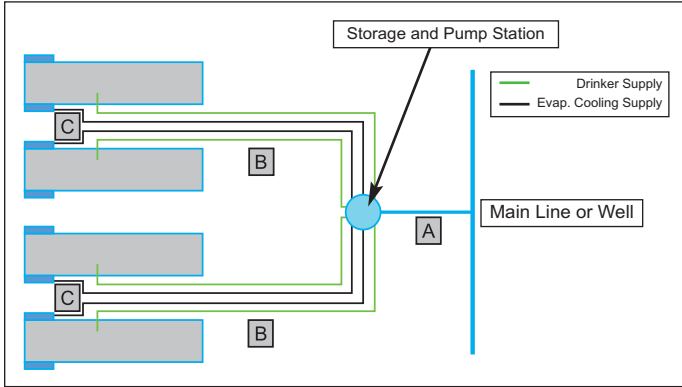 Storage and Pump Station
Drinker Supply
Evap. Cooling Supply
C
B
Main Line or Well
A
C
B